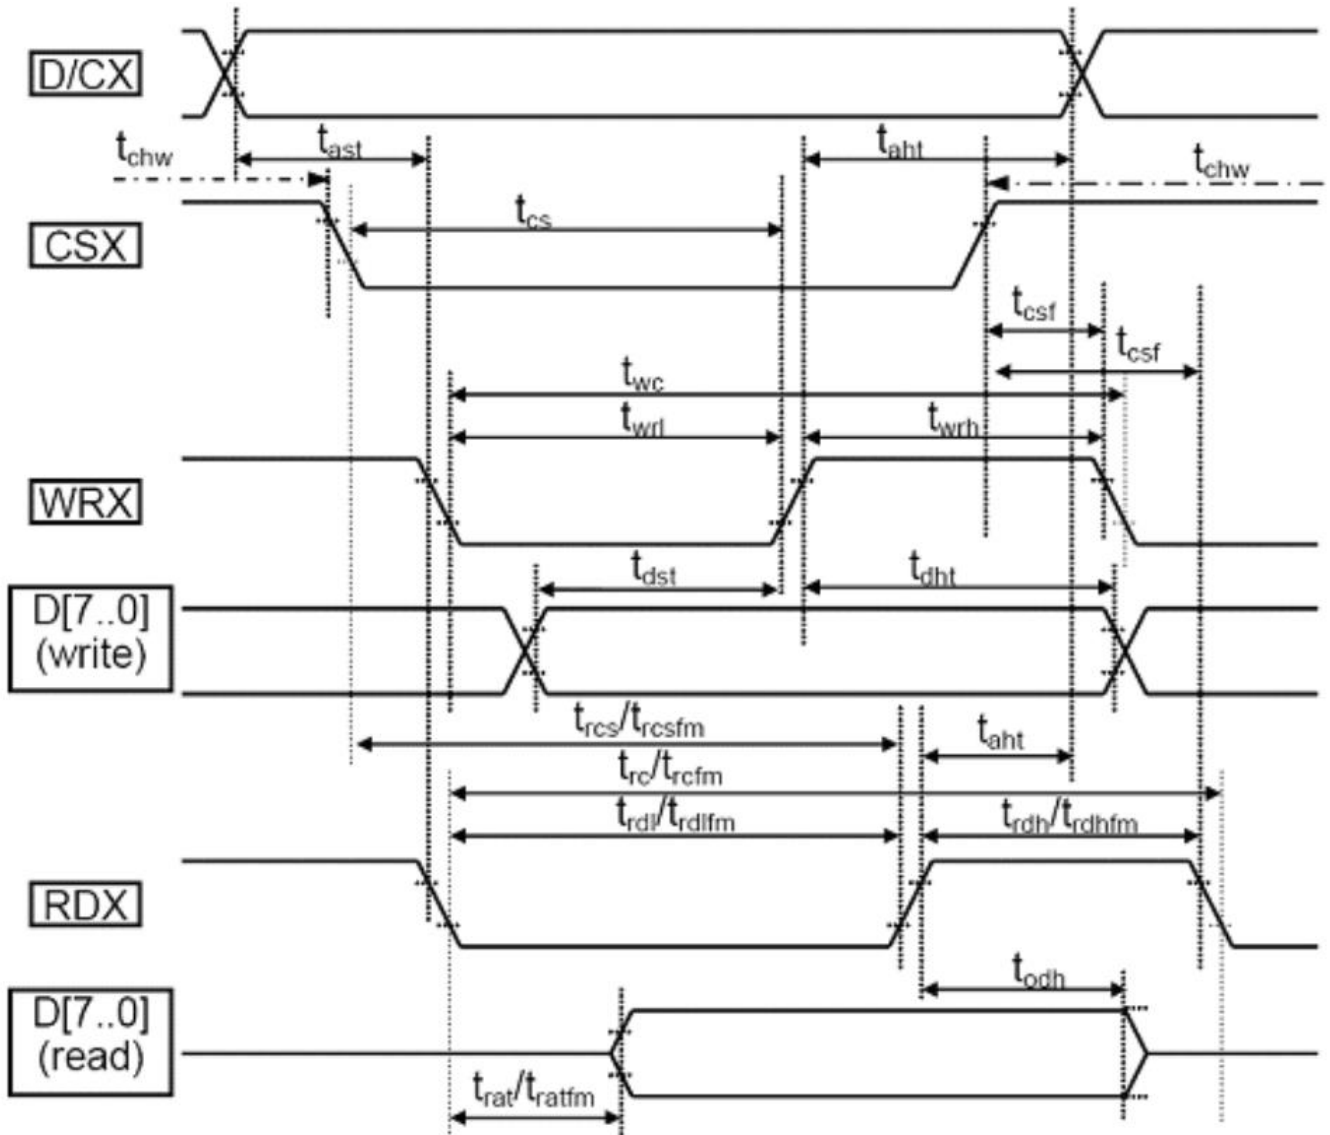 D/CX
tchw
tast
taht
tchw
CSX
tcs
tcsf
tcsf
twc
twrl
twrh
WRX
tdst
tdht
D[7..0]
(write)
trcs/trcsfm
taht
trc/trcfm
trdl/trdlfm
trdh/trdhfm
RDX
todh
D[7..0]
(read)
trat/tratfm